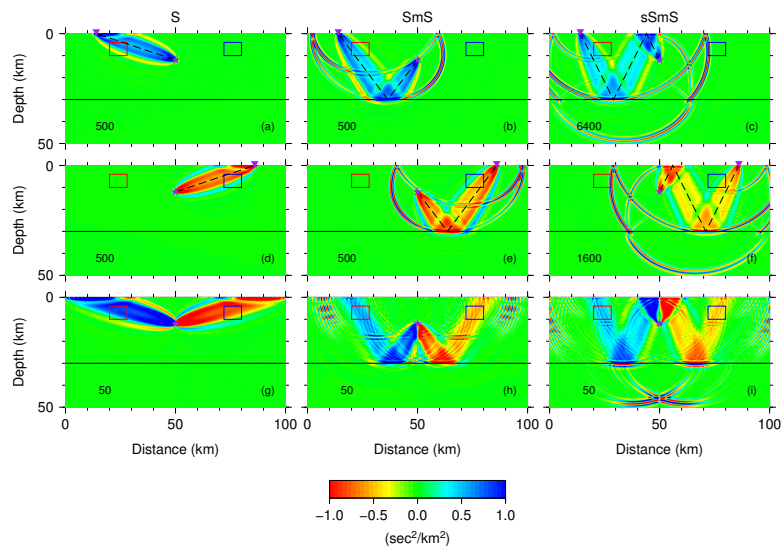 S SmS sSmS
0
50
Depth (km)
500 (a)
500 (b)
6400 (c)
0
50
Depth (km)
500 (d)
500 (e)
1600 (f)
0
50
Depth (km)
50 (g)
50 (h)
50 (i)
0 50 0 50 0 50 100
Distance (km) Distance (km) Distance (km)
−1.0 −0.5 0.0 0.5 1.0
(sec²/km²)